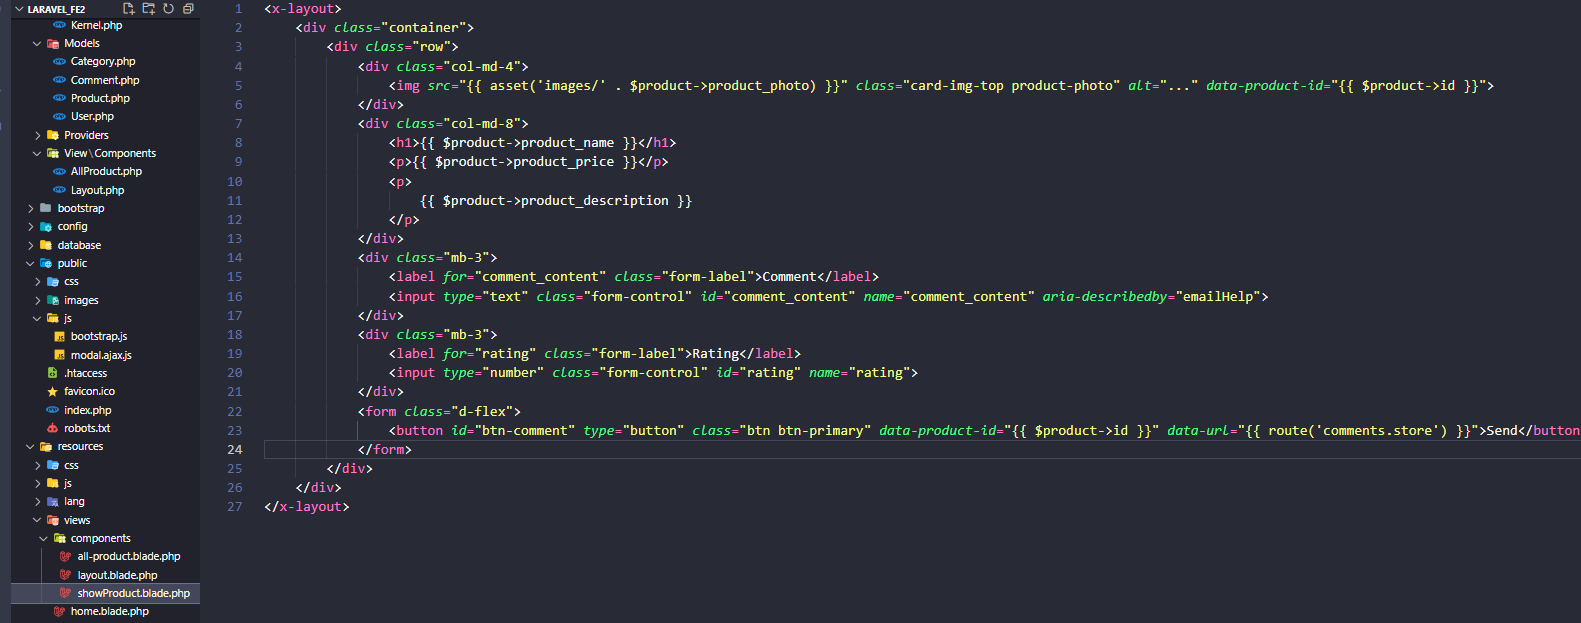 LARAVEL_FE2
Kernel.php
Models
Category.php
Comment.php
Product.php
User.php
Providers
View\Components
AllProduct.php
Layout.php
bootstrap
config
database
public
css
images
js
bootstrap.js
modal.ajax.js
.htaccess
favicon.ico
index.php
robots.txt
resources
css
js
lang
views
components
all-product.blade.php
layout.blade.php
showProduct.blade.php
home.blade.php
1 <x-layout>
2 <div class="container">
3 <div class="row">
4 <div class="col-md-4">
5 <img src="{{ asset('images/' . $product->product_photo) }}" class="card-img-top product-photo" alt="..." data-product-id="{{ $product->id }}">
6 </div>
7 <div class="col-md-8">
8 <h1>{{ $product->product_name }}</h1>
9 <p>{{ $product->product_price }}</p>
10 <p>
11 {{ $product->product_description }}
12 </p>
13 </div>
14 <div class="mb-3">
15 <label for="comment_content" class="form-label">Comment</label>
16 <input type="text" class="form-control" id="comment_content" name="comment_content" aria-describedby="emailHelp">
17 </div>
18 <div class="mb-3">
19 <label for="rating" class="form-label">Rating</label>
20 <input type="number" class="form-control" id="rating" name="rating">
21 </div>
22 <form class="d-flex">
23 <button id="btn-comment" type="button" class="btn btn-primary" data-product-id="{{ $product->id }}" data-url="{{ route('comments.store') }}">Send</button
24 </form>
25 </div>
26 </div>
27 </x-layout>